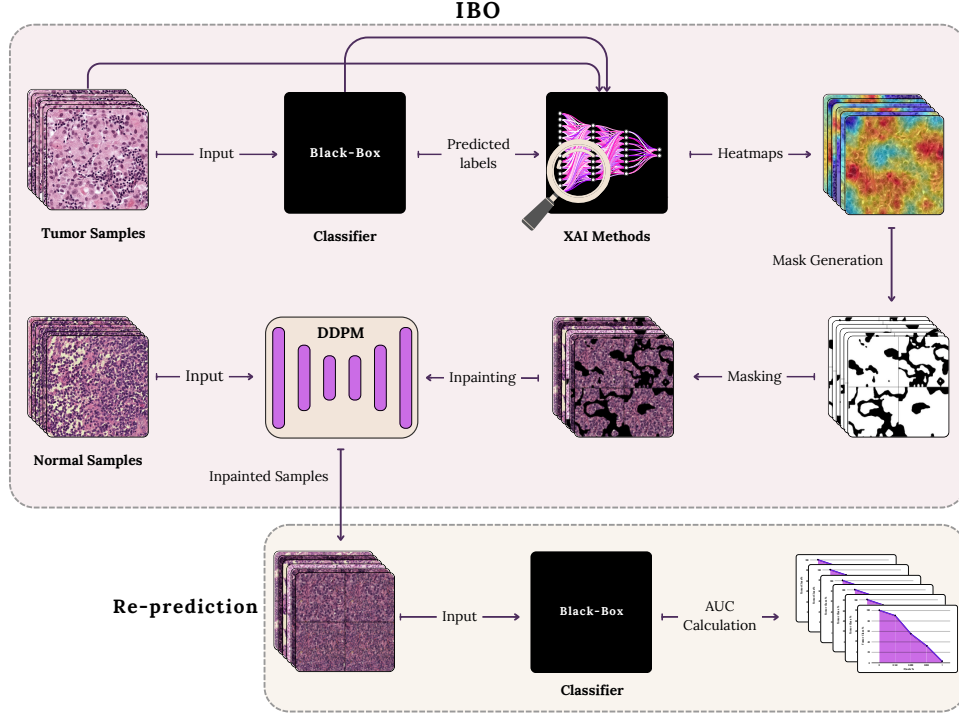 IBO
Input
Black-Box
Predicted
labels
Heatmaps
Tumor Samples
Classifier
XAI Methods
Mask Generation
DDPM
Input
Inpainting
Masking
Normal Samples
Inpainted Samples
Re-prediction
Input
Black-Box
AUC
Calculation
Classifier